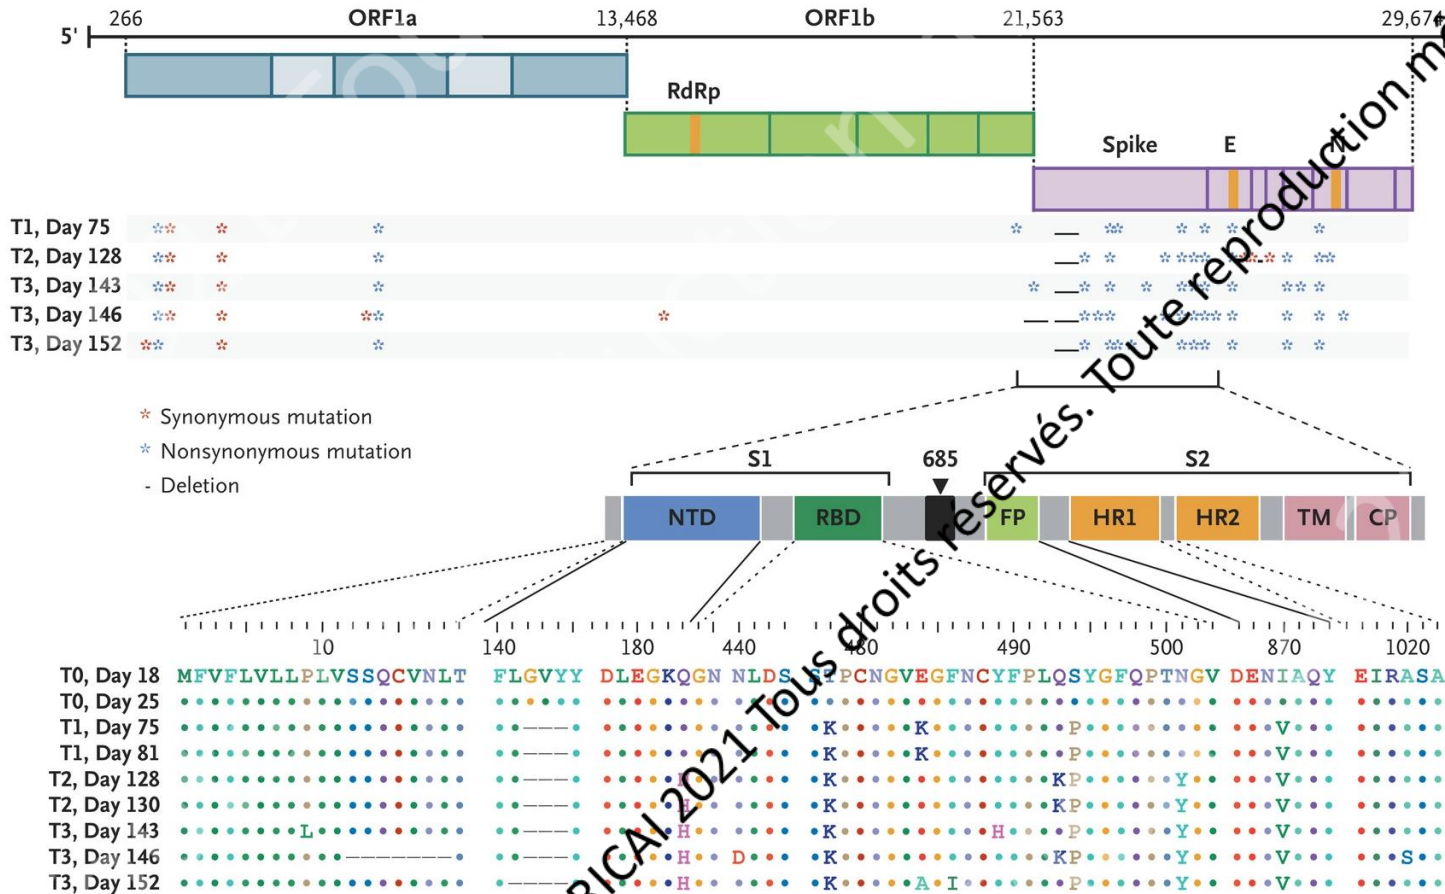 266 ORF1a 13,468 ORF1b 21,563 29,674
5'
RdRp
Spike E
T1, Day 75
T2, Day 128
T3, Day 143
T3, Day 146
T3, Day 152
* Synonymous mutation
* Nonsynonymous mutation
- Deletion
S1 685 S2
NTD RBD FP HR1 HR2 TM CP
10 140 180 440 480 490 500 870 1020
T0, Day 18 MFVFLVLLPLVSSQCVNLT FLGVYY DLEGKQGN NLDS STPCNGVEGFNCYFPLQSYGFQPTNGV DENIAQY EIRASA
T0, Day 25
T1, Day 75 --- K K P V
T1, Day 81 --- K K P V
T2, Day 128 --- K KP Y V
T2, Day 130 --- H K KP Y V
T3, Day 143 L --- H K H P Y V
T3, Day 146 ------- --- H D K KP Y V S
T3, Day 152 ---- H K A I P Y V
RICAI 2021 Tous droits réservés. Toute reproduction